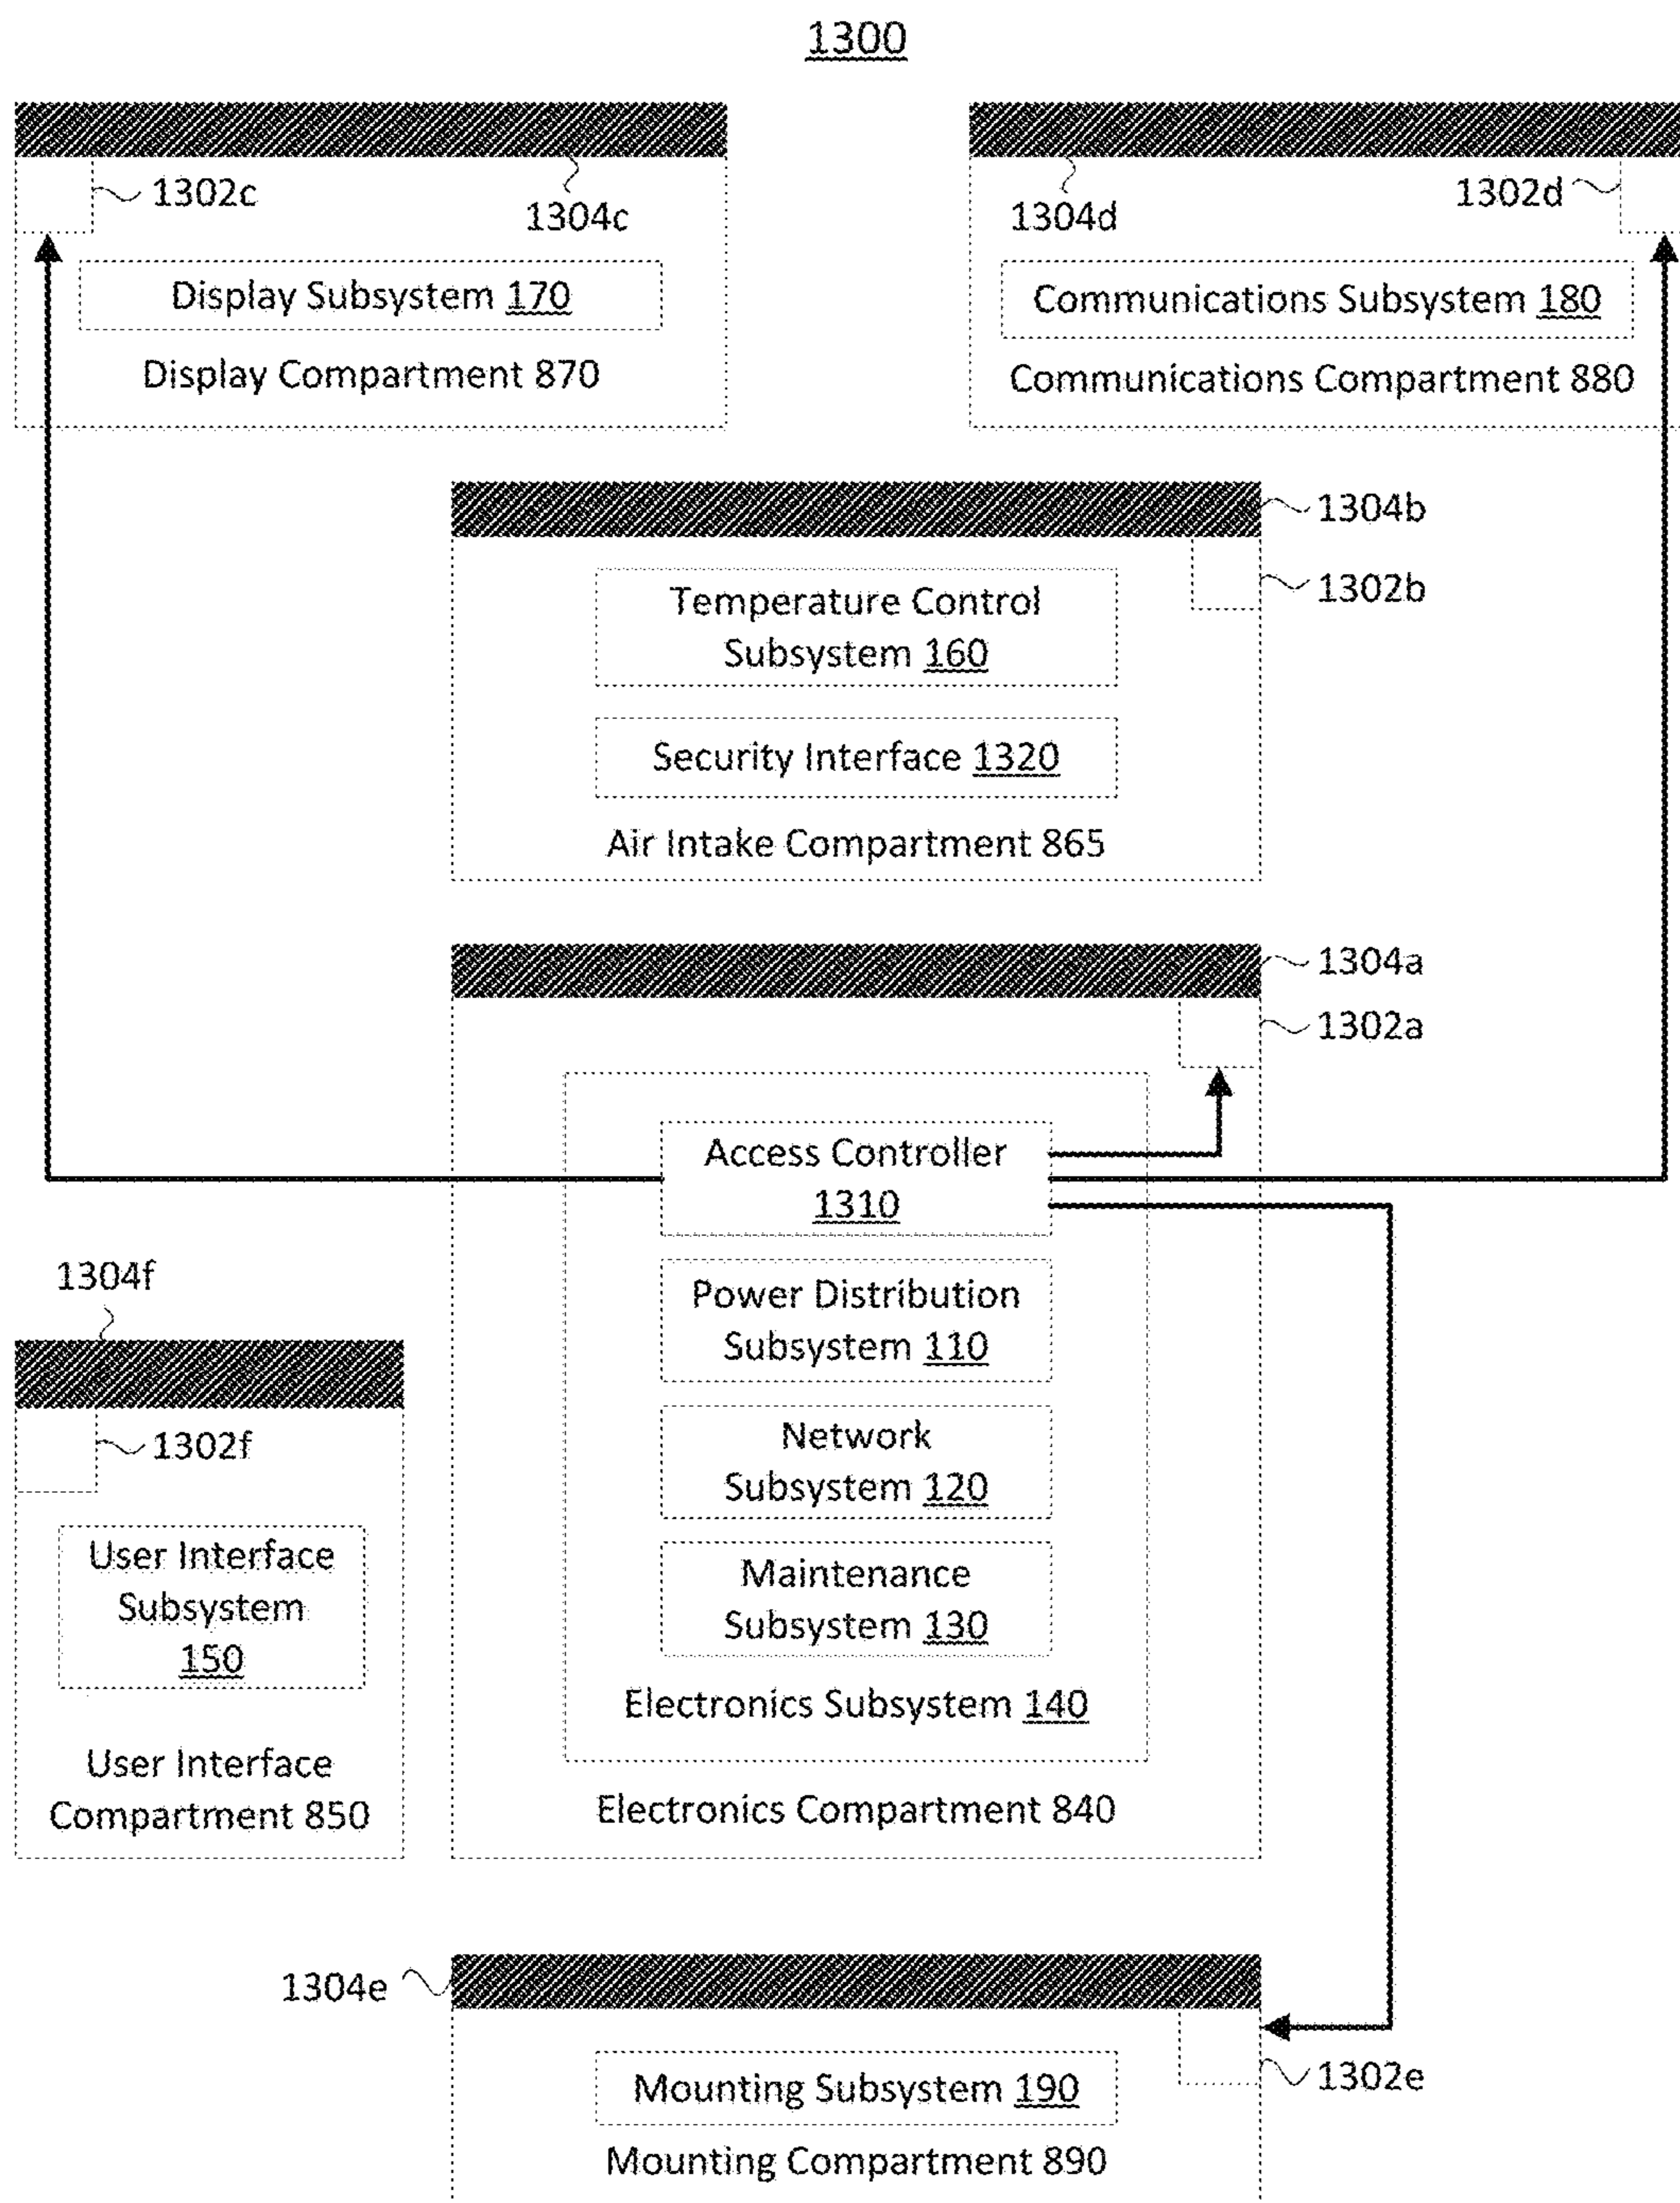 1300
1302c
1304c
Display Subsystem 170
Display Compartment 870
1304d
1302d
Communications Subsystem 180
Communications Compartment 880
1304b
1302b
Temperature Control
Subsystem 160
Security Interface 1320
Air Intake Compartment 865
1304a
1302a
Access Controller
1310
Power Distribution
Subsystem 110
Network
Subsystem 120
Maintenance
Subsystem 130
Electronics Subsystem 140
Electronics Compartment 840
1304f
1302f
User Interface
Subsystem
150
User Interface
Compartment 850
1304e
1302e
Mounting Subsystem 190
Mounting Compartment 890